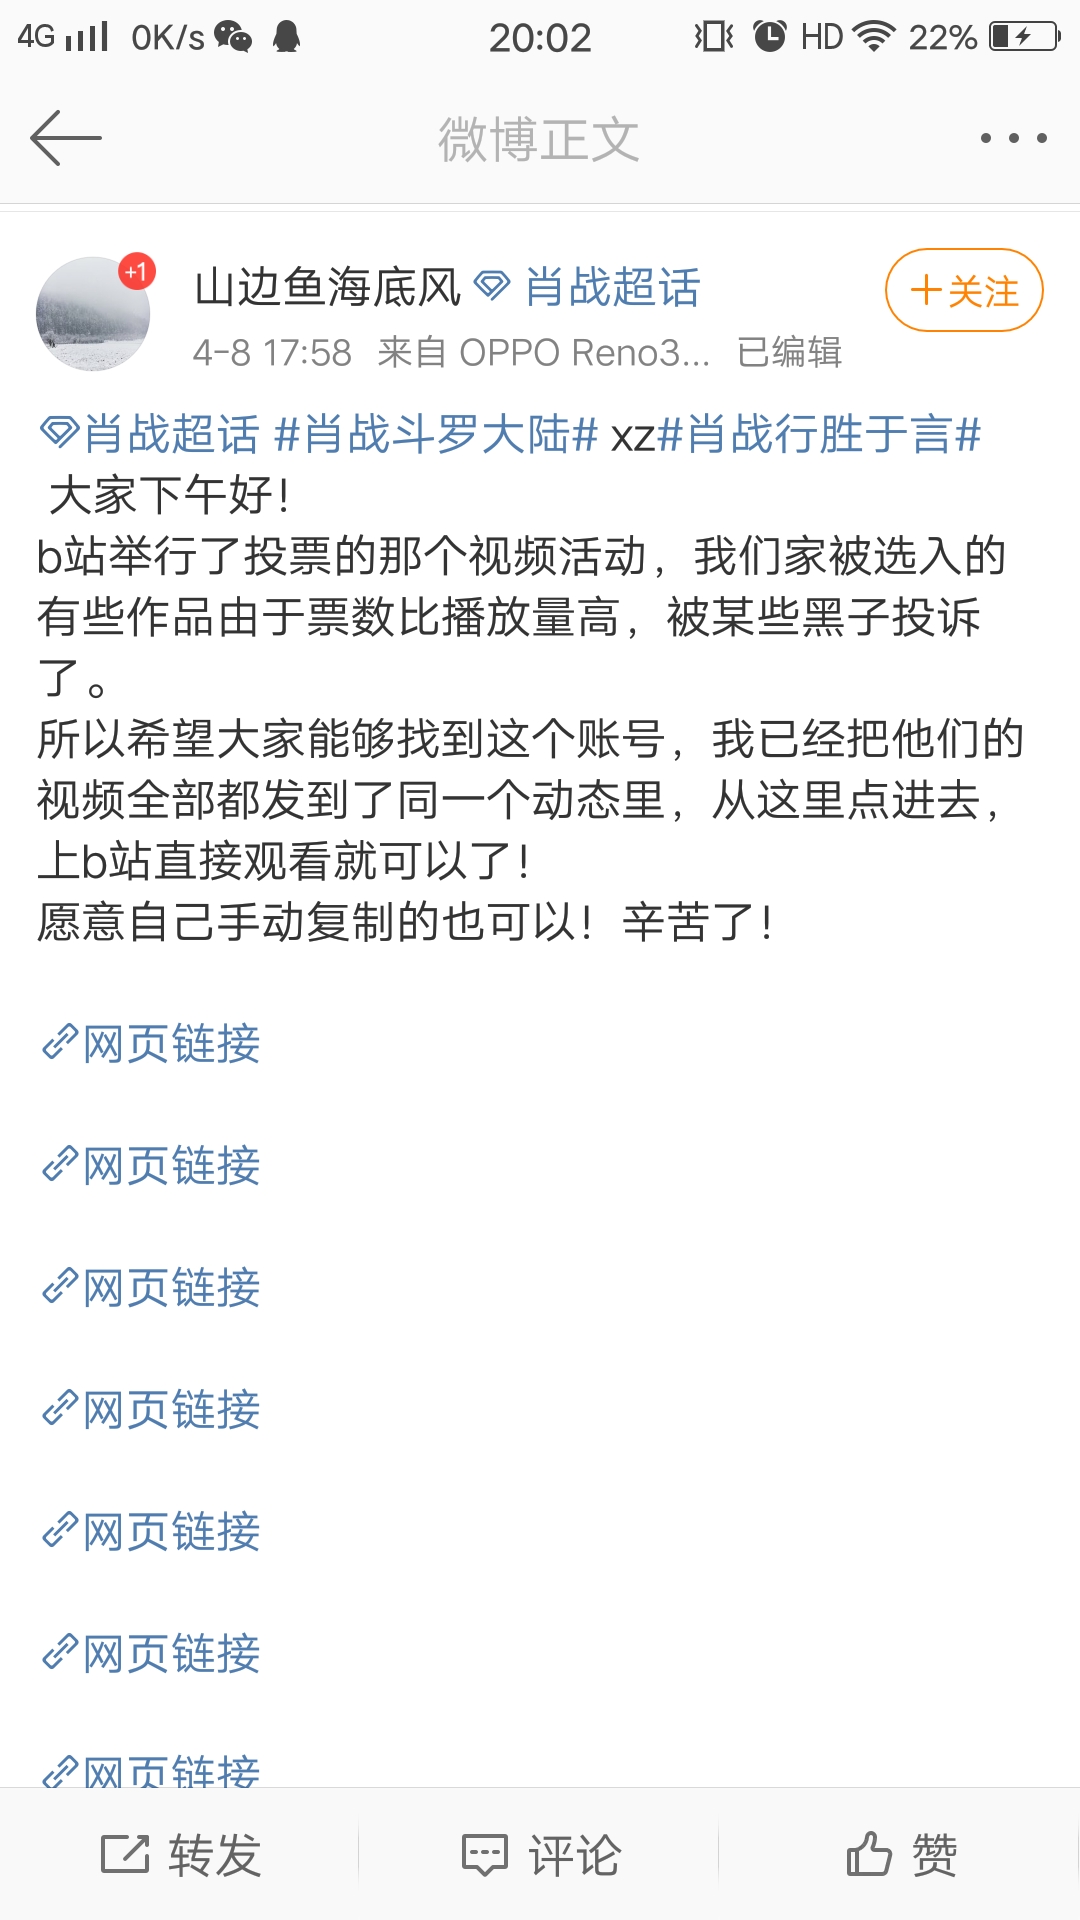 4G 0K/s 20:02 HD 22%
微博正文
+1
山边鱼海底风 肖战超话
+关注
4-8 17:58 来自 OPPO Reno3... 已编辑
肖战超话 #肖战斗罗大陆# xz#肖战行胜于言#
大家下午好！
b站举行了投票的那个视频活动，我们家被选入的
有些作品由于票数比播放量高，被某些黑子投诉
了。
所以希望大家能够找到这个账号，我已经把他们的
视频全部都发到了同一个动态里，从这里点进去，
上b站直接观看就可以了！
愿意自己手动复制的也可以！辛苦了！
网页链接
网页链接
网页链接
网页链接
网页链接
网页链接
网页链接
转发 评论 赞